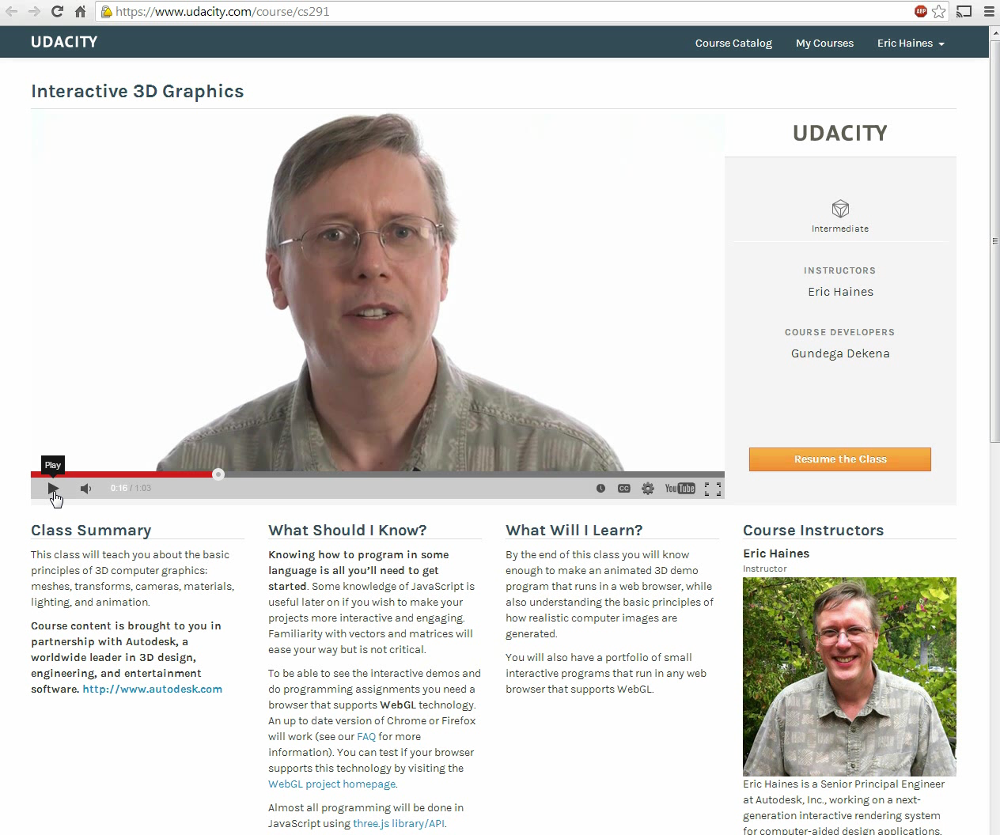 https://www.udacity.com/course/cs291
ABP
UDACITY
Course Catalog
My Courses
Eric Haines
Interactive 3D Graphics
UDACITY
Intermediate
INSTRUCTORS
Eric Haines
COURSE DEVELOPERS
Gundega Dekena
Resume the Class
Play
0:16 / 1:03
CC
YouTube
Class Summary
This class will teach you about the basic
principles of 3D computer graphics:
meshes, transforms, cameras, materials,
lighting, and animation.
Course content is brought to you in
partnership with Autodesk, a
worldwide leader in 3D design,
engineering, and entertainment
software. http://www.autodesk.com
What Should I Know?
Knowing how to program in some
language is all you’ll need to get
started. Some knowledge of JavaScript is
useful later on if you wish to make your
projects more interactive and engaging.
Familiarity with vectors and matrices will
ease your way but is not critical.
To be able to see the interactive demos and
do programming assignments you need a
browser that supports WebGL technology.
An up to date version of Chrome or Firefox
will work (see our FAQ for more
information). You can test if your browser
supports this technology by visiting the
WebGL project homepage.
Almost all programming will be done in
JavaScript using three.js library/API.
What Will I Learn?
By the end of this class you will know
enough to make an animated 3D demo
program that runs in a web browser, while
also understanding the basic principles of
how realistic computer images are
generated.
You will also have a portfolio of small
interactive programs that run in any web
browser that supports WebGL.
Course Instructors
Eric Haines
Instructor
Eric Haines is a Senior Principal Engineer
at Autodesk, Inc., working on a next-
generation interactive rendering system
for computer-aided design applications.